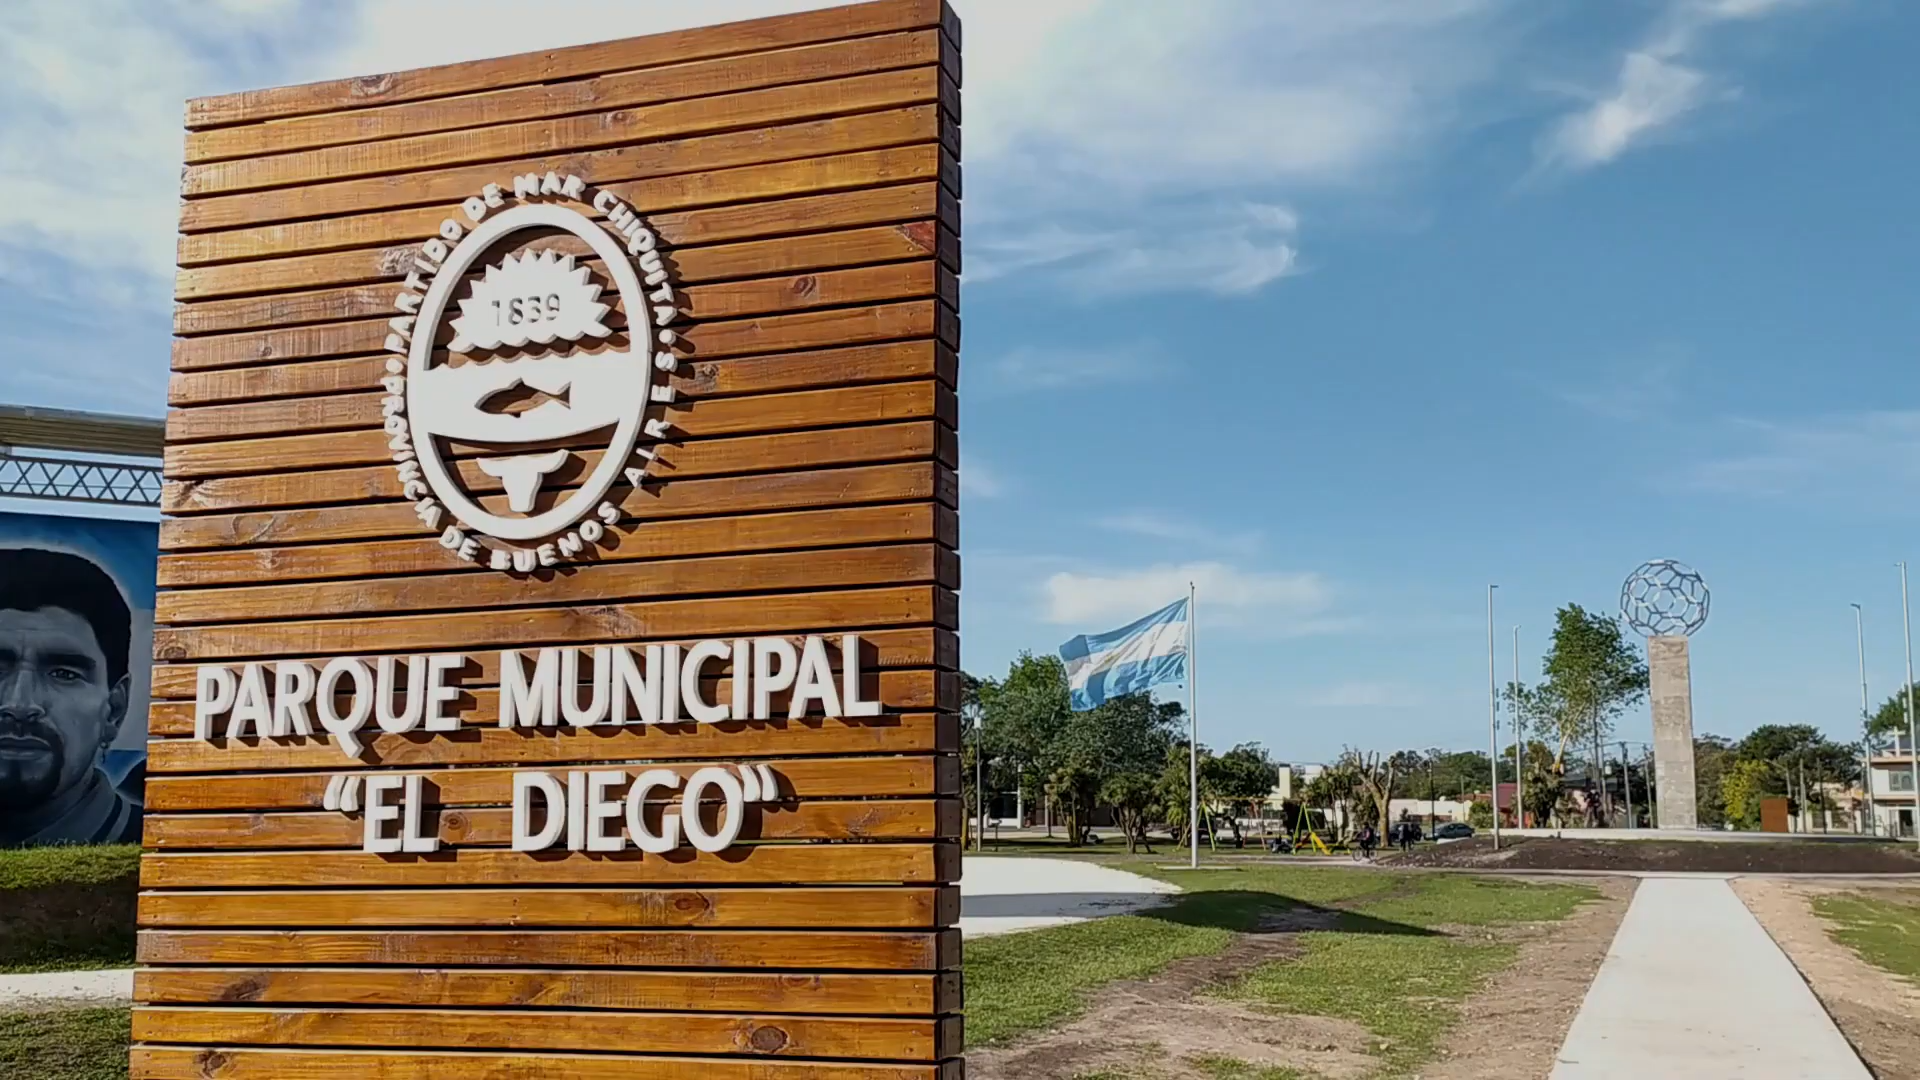 PARTIDO DE MAR CHIQUITA • PROVINCIA DE BUENOS AIRES
1839
PARQUE MUNICIPAL
“EL DIEGO”